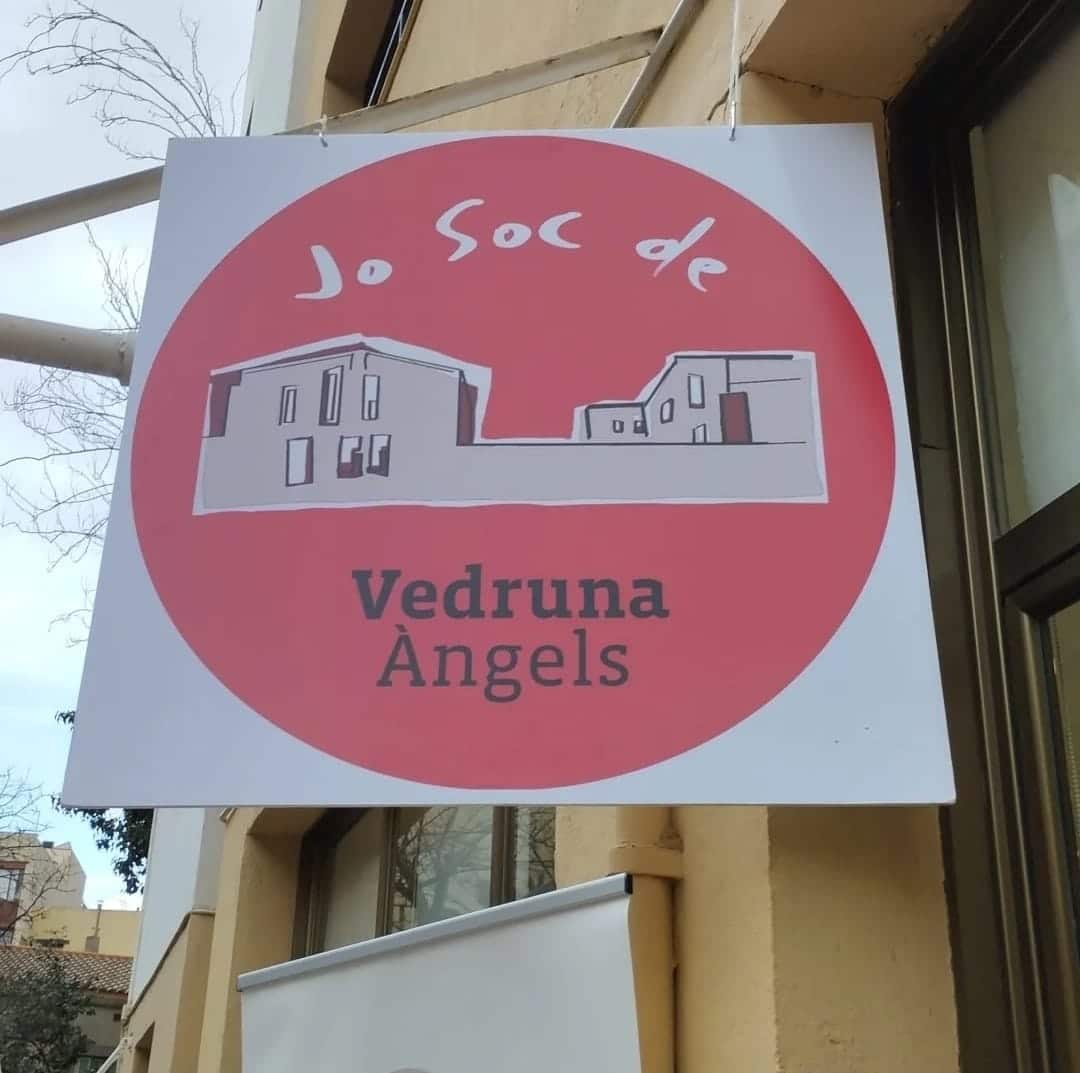 Jo Soc de
Vedruna
Àngels